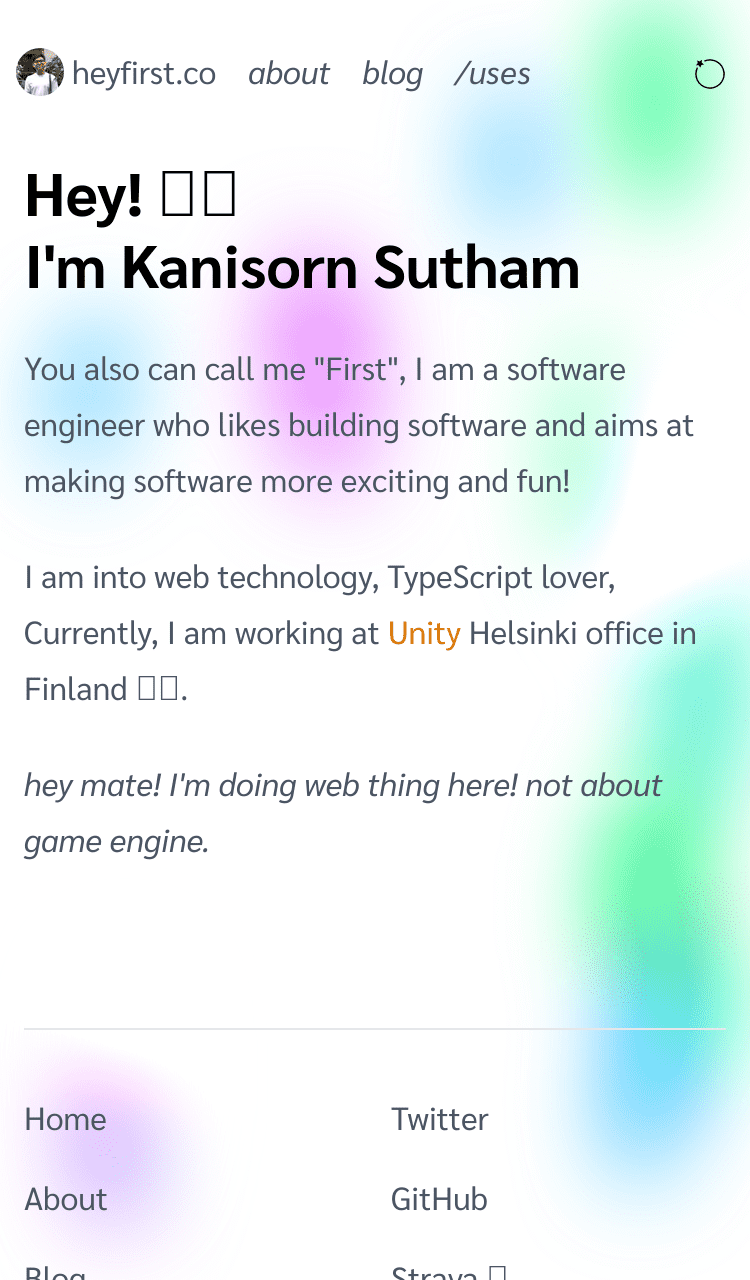 heyfirst.co about blog /uses
Hey!
I'm Kanisorn Sutham
You also can call me "First", I am a software
engineer who likes building software and aims at
making software more exciting and fun!
I am into web technology, TypeScript lover,
Currently, I am working at Unity Helsinki office in
Finland .
hey mate! I'm doing web thing here! not about
game engine.
Home
Twitter
About
GitHub
Blog
Strava